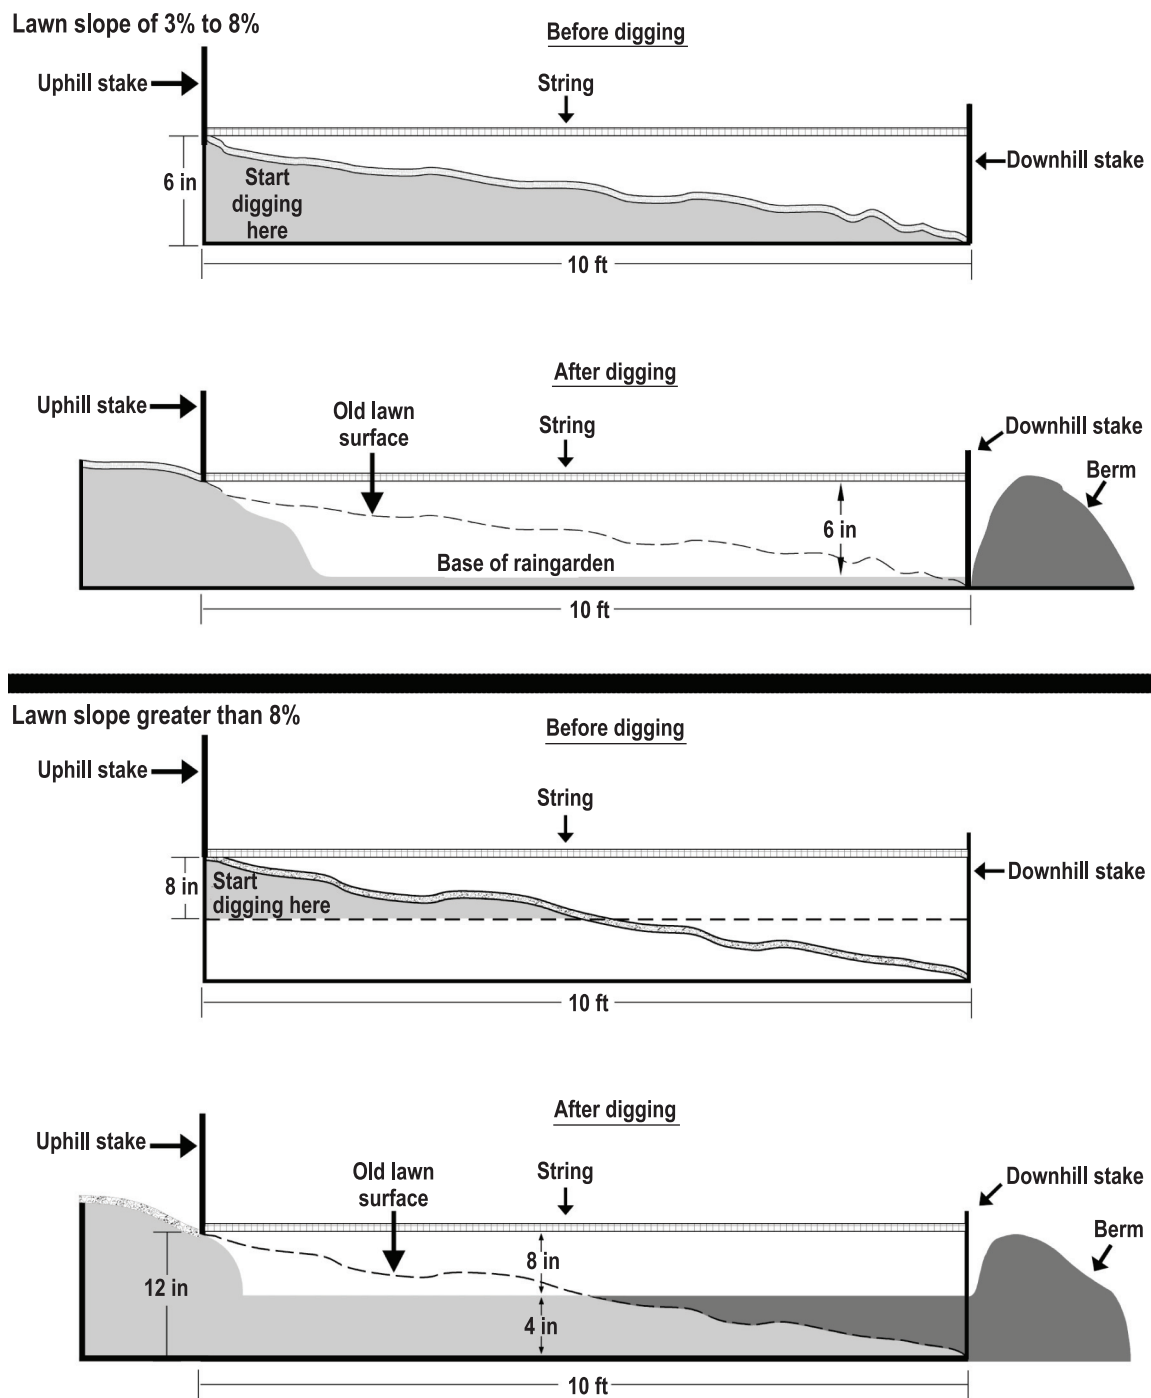 Lawn slope of 3% to 8%
Before digging
Uphill stake
String
Downhill stake
6 in
Start
digging
here
10 ft
After digging
Uphill stake
Old lawn
surface
String
Downhill stake
Berm
6 in
Base of raingarden
10 ft
Lawn slope greater than 8%
Before digging
Uphill stake
String
Downhill stake
8 in
Start
digging here
10 ft
After digging
Uphill stake
Old lawn
surface
String
Downhill stake
Berm
8 in
12 in
4 in
10 ft